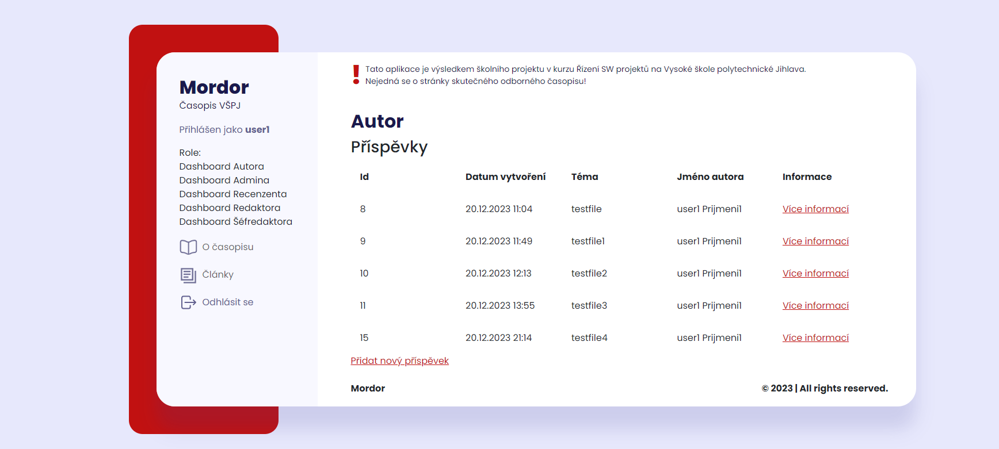 Mordor
Časopis VŠPJ
Přihlášen jako user1
Role:
Dashboard Autora
Dashboard Admina
Dashboard Recenzenta
Dashboard Redaktora
Dashboard Šéfredaktora
O časopisu
Články
Odhlásit se
! Tato aplikace je výsledkem školního projektu v kurzu Řízení SW projektů na Vysoké škole polytechnické Jihlava.
Nejedná se o stránky skutečného odborného časopisu!
Autor
Příspěvky
Id Datum vytvoření Téma Jméno autora Informace
8 20.12.2023 11:04 testfile user1 Prijmeni1 Více informací
9 20.12.2023 11:49 testfile1 user1 Prijmeni1 Více informací
10 20.12.2023 12:13 testfile2 user1 Prijmeni1 Více informací
11 20.12.2023 13:55 testfile3 user1 Prijmeni1 Více informací
15 20.12.2023 21:14 testfile4 user1 Prijmeni1 Více informací
Přidat nový příspěvek
Mordor © 2023 | All rights reserved.